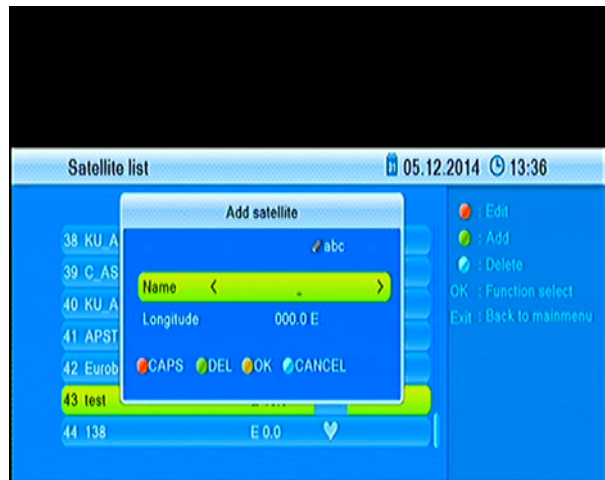 Satellite list 31 05.12.2014 13:36
Add satellite
abc
Name < _ >
Longitude 000.0 E
CAPS DEL OK CANCEL
38 KU_A
39 C_AS
40 KU_A
41 APST
42 Eurob
43 test
44 138 E 0.0
: Edit
: Add
: Delete
OK : Function select
Exit : Back to mainmenu